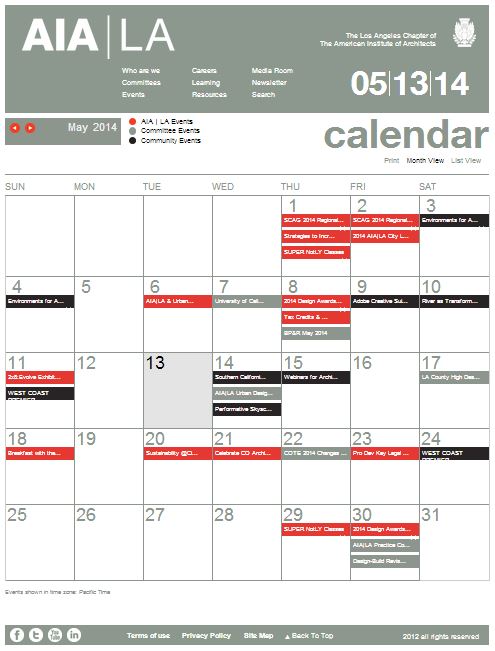 AIA|LA
The Los Angeles Chapter of
The American Institute of Architects
Who are we Careers Media Room
Committees Learning Newsletter
Events Resources Search
05|13|14
May 2014
AIA | LA Events
Committee Events
Community Events
calendar
Print Month View List View
SUN MON TUE WED THU FRI SAT
1 2 3
SCAG 2014 Regional... SCAG 2014 Regional... Environments for A...
Strategies to Incr... 2014 AIA|LA City L...
SUPER NotLY Classes
4 5 6 7 8 9 10
Environments for A... AIA|LA & Urban... University of Cali... 2014 Design Awards... Adobe Creative Sui... River as Transform...
Tax Credits & ...
BP&R May 2014
11 12 13 14 15 16 17
2x8:Evolve Exhibit... Southern Californi... Webinars for Archi... LA County High Des...
WEST COAST AIA|LA Urban Desig...
Performative Skysc...
18 19 20 21 22 23 24
Breakfast with the... Sustainability @Ci... Celebrate CD Archi... COTE 2014 Changes ... Pro Dev Key Legal ... WEST COAST
25 26 27 28 29 30 31
SUPER NotLY Classes 2014 Design Awards...
AIA|LA Practice Co...
Design-Build Revis...
Events shown in time zone: Pacific Time
Terms of use Privacy Policy Site Map ▲ Back To Top 2012 all rights reserved